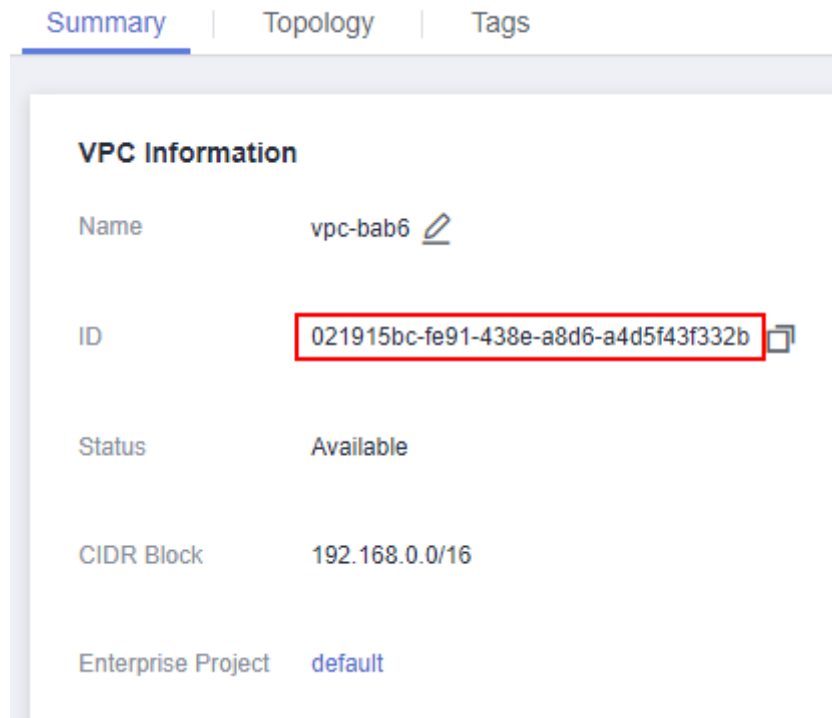 Summary Topology Tags
VPC Information
Name vpc-bab6
ID 021915bc-fe91-438e-a8d6-a4d5f43f332b
Status Available
CIDR Block 192.168.0.0/16
Enterprise Project default